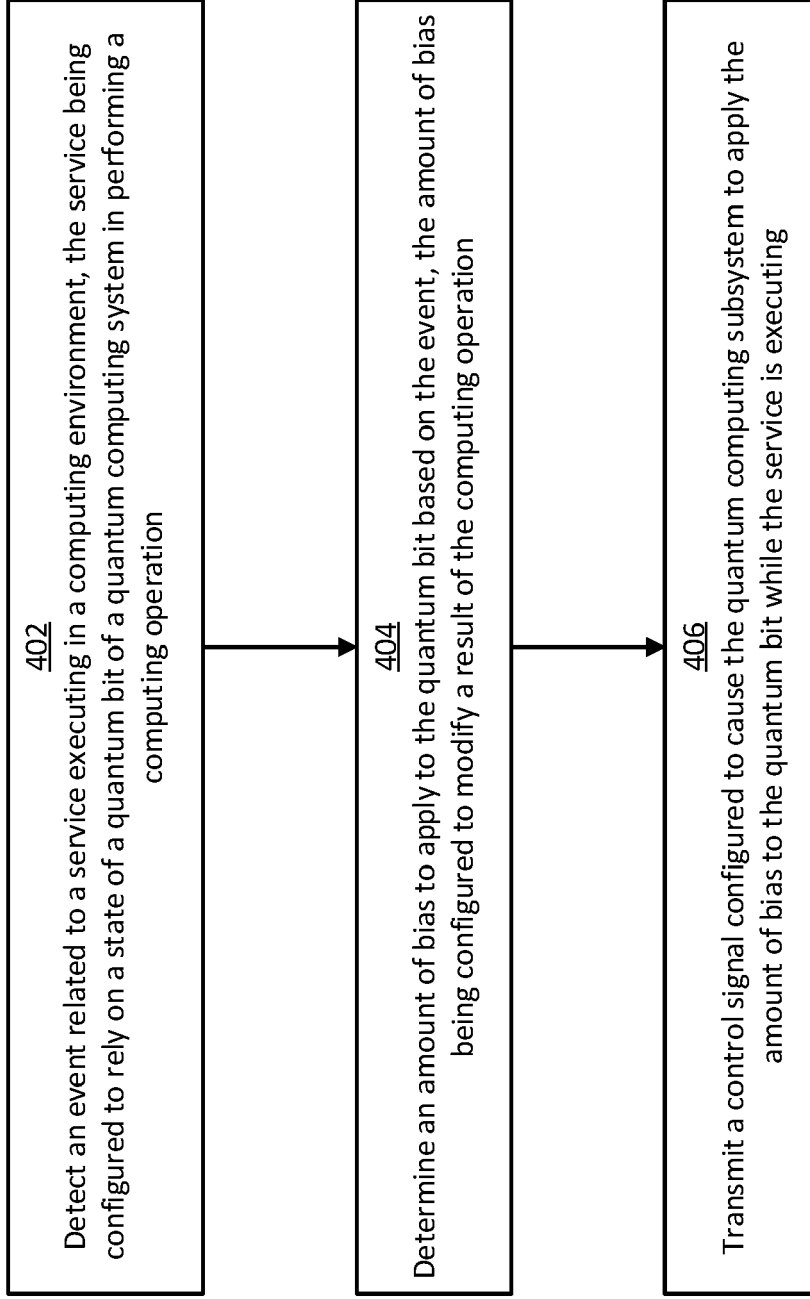 402
Detect an event related to a service executing in a computing environment, the service being
configured to rely on a state of a quantum bit of a quantum computing system in performing a
computing operation
404
Determine an amount of bias to apply to the quantum bit based on the event, the amount of bias
being configured to modify a result of the computing operation
406
Transmit a control signal configured to cause the quantum computing subsystem to apply the
amount of bias to the quantum bit while the service is executing